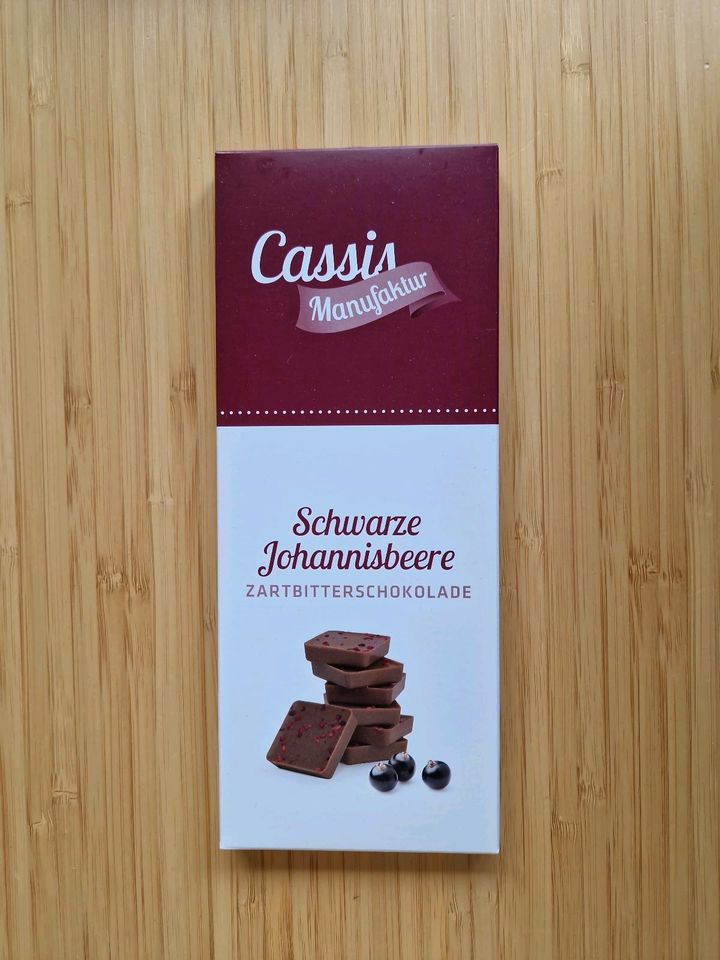 Cassis
Manufaktur
Schwarze
Johannisbeere
ZARTBITTERSCHOKOLADE